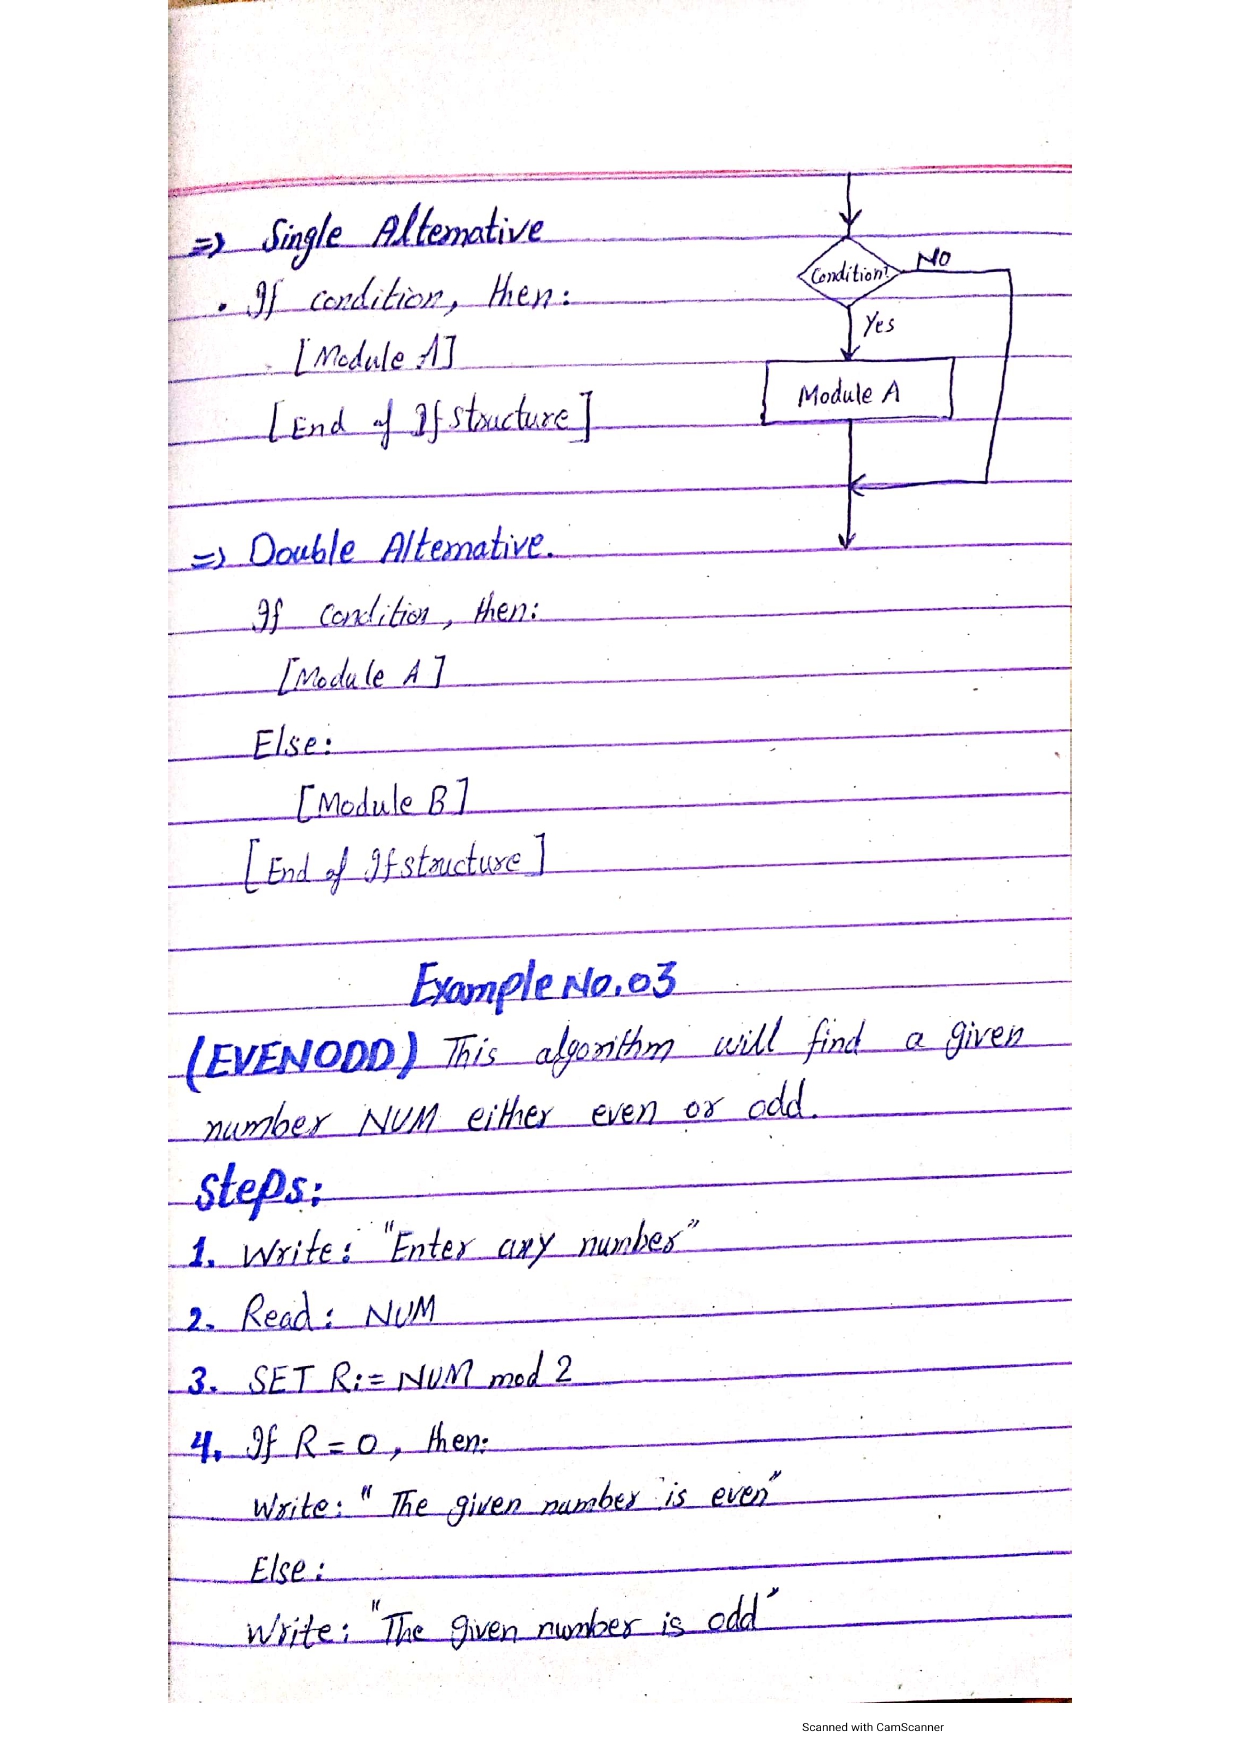 => Single Alternative
. If condition, then:
[Module A]
[End of If structure]
Condition?
No
Yes
Module A
=> Double Alternative.
If condition, then:
[Module A]
Else:
[Module B]
[End of If structure]
Example No.03
(EVENODD) This algorithm will find a given
number NUM either even or odd.
Steps:
1. Write: "Enter any number"
2. Read: NUM
3. SET R:= NUM mod 2
4. If R = 0, then:
Write: "The given number is even"
Else:
Write: "The given number is odd"
Scanned with CamScanner